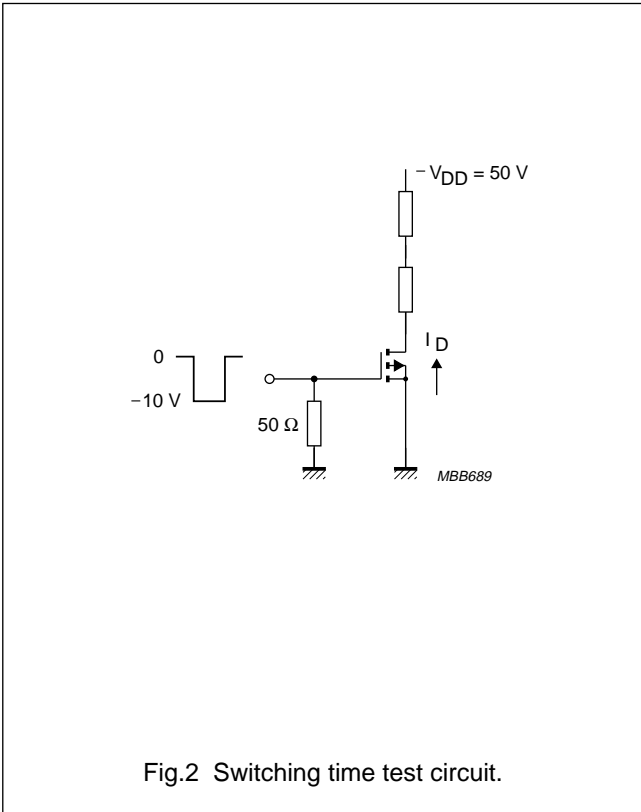 − VDD = 50 V
ID
0
−10 V
50 Ω
MBB689
Fig.2 Switching time test circuit.